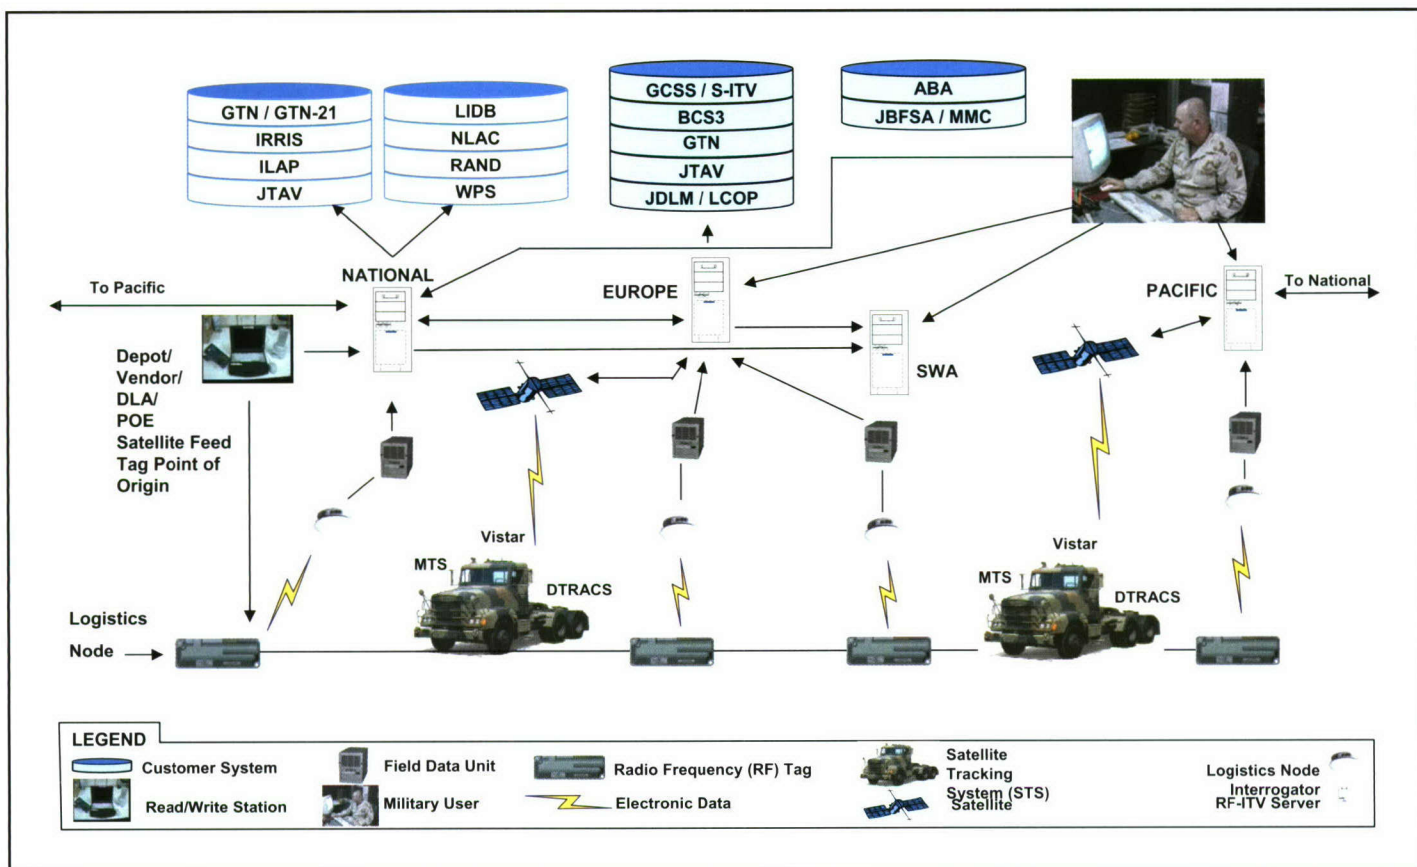 GTN / GTN-21
IRRIS
ILAP
JTAV
LIDB
NLAC
RAND
WPS
GCSS / S-ITV
BCS3
GTN
JTAV
JDLM / LCOP
ABA
JBFSA / MMC
NATIONAL
EUROPE
SWA
PACIFIC
To Pacific
To National
Depot/
Vendor/
DLA/
POE
Satellite Feed
Tag Point of
Origin
Vistar
MTS
DTRACS
Vistar
MTS
DTRACS
Logistics
Node
LEGEND
Customer System
Read/Write Station
Field Data Unit
Military User
Radio Frequency (RF) Tag
Electronic Data
Satellite
Tracking
System (STS)
Satellite
Logistics Node
Interrogator
RF-ITV Server